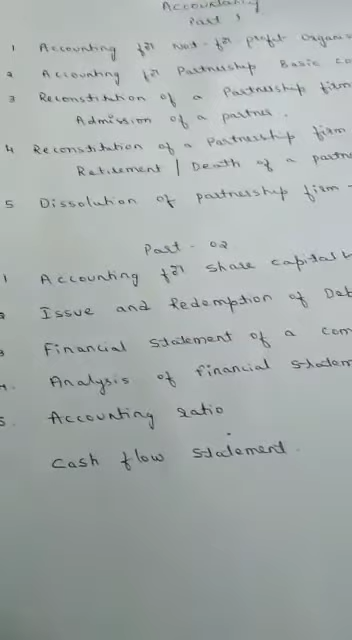 Accountancy
Part 1
1 Accounting for Not-for profit
2 Accounting for Partnership Basic
3 Reconstitution of a Partnership firm
Admission of a partner.
4 Reconstitution of a Partnership firm
Retirement / Death of a
5 Dissolution of partnership firm
Part - 02
1 Accounting for share capital
2 Issue and Redemption of
3 Financial statement of a
4. Analysis of financial
5. Accounting ratio
Cash flow statement.